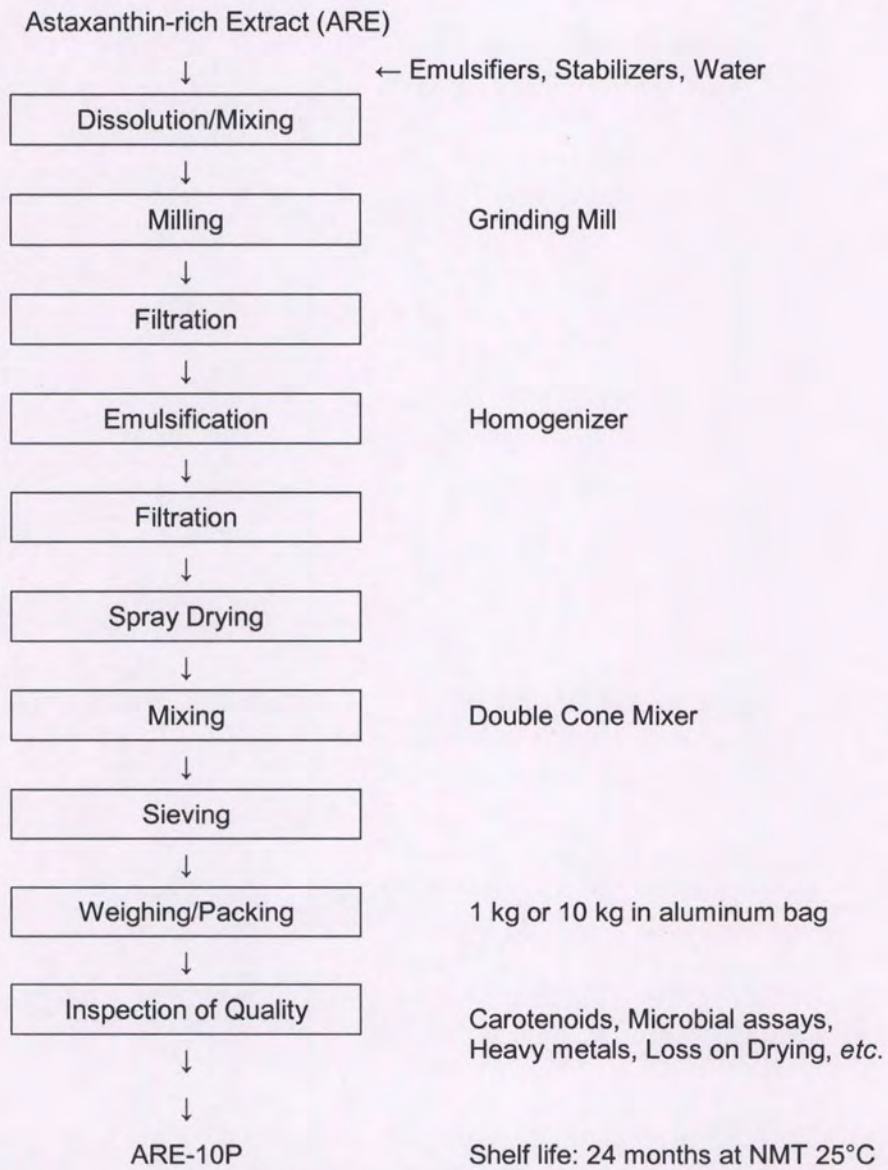 Astaxanthin-rich Extract (ARE)
↓
← Emulsifiers, Stabilizers, Water
Dissolution/Mixing
↓
Milling Grinding Mill
↓
Filtration
↓
Emulsification Homogenizer
↓
Filtration
↓
Spray Drying
↓
Mixing Double Cone Mixer
↓
Sieving
↓
Weighing/Packing 1 kg or 10 kg in aluminum bag
↓
Inspection of Quality
Carotenoids, Microbial assays,
Heavy metals, Loss on Drying, etc.
↓
↓
ARE-10P Shelf life: 24 months at NMT 25°C